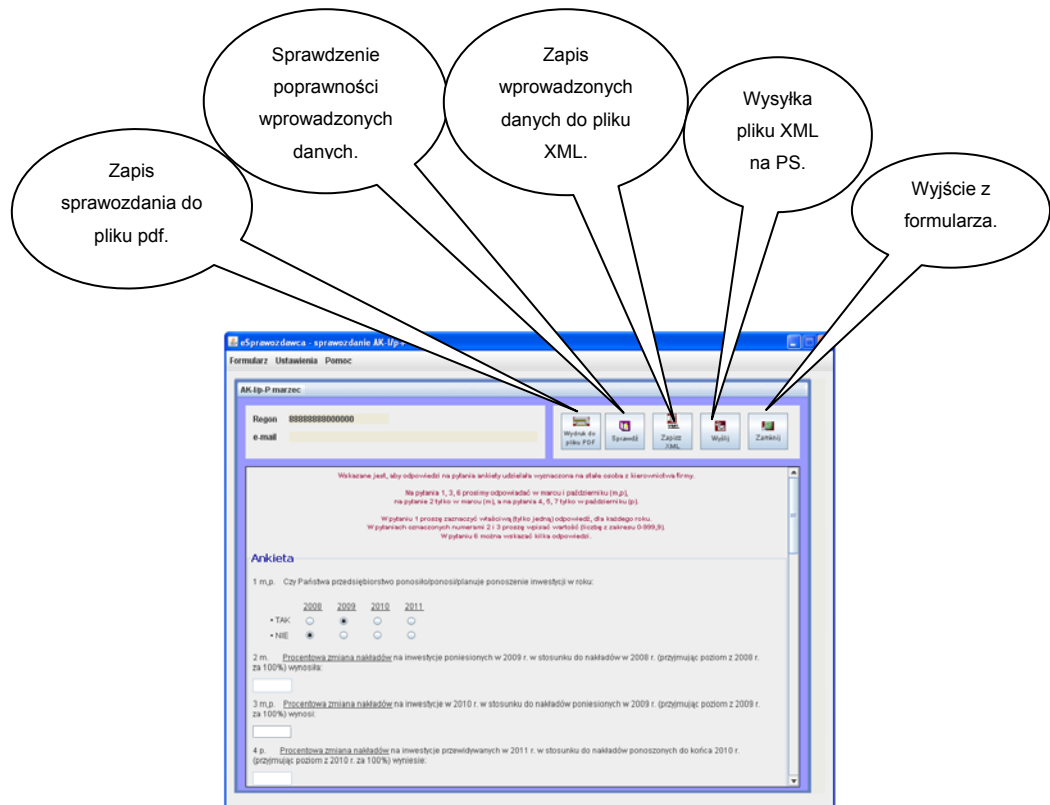 Sprawdzenie
poprawności
wprowadzonych
danych.
Zapis
wprowadzonych
danych do pliku
XML.
Wysyłka
pliku XML
na PS.
Zapis
sprawozdania do
pliku pdf.
Wyjście z
formularza.
eSprawozdawca - sprawozdanie AK-I/p
Formularz Ustawienia Pomoc
AK-I/p-P marzec
Regon 88888888000000
e-mail
Wydruk do
pliku PDF
Sprawdź
Zapisz
XML
Wyślij
Zamknij
Wskazane jest, aby odpowiedzi na pytania ankiety udzielała wyznaczona na stałe osoba z kierownictwa firmy.
Na pytania 1, 3, 6 prosimy odpowiadać w marcu i październiku (m,p),
na pytanie 2 tylko w marcu (m), a na pytania 4, 5, 7 tylko w październiku (p).
W pytaniu 1 proszę zaznaczyć właściwą (tylko jedną) odpowiedź, dla każdego roku.
W pytaniach oznaczonych numerami 2 i 3 proszę wpisać wartość (liczbę z zakresu 0-999,9).
W pytaniu 6 można wskazać kilka odpowiedzi.
Ankieta
1 m,p. Czy Państwa przedsiębiorstwo ponosiło/ponosi/planuje ponoszenie inwestycji w roku:
2008 2009 2010 2011
• TAK
• NIE
2 m. Procentowa zmiana nakładów na inwestycje poniesionych w 2009 r. w stosunku do nakładów w 2008 r. (przyjmując poziom z 2008 r.
za 100%) wynosiła:
3 m,p. Procentowa zmiana nakładów na inwestycje w 2010 r. w stosunku do nakładów poniesionych w 2009 r. (przyjmując poziom z 2009 r.
za 100%) wynosi:
4 p. Procentowa zmiana nakładów na inwestycje przewidywanych w 2011 r. w stosunku do nakładów ponoszonych do końca 2010 r.
(przyjmując poziom z 2010 r. za 100%) wyniesie: